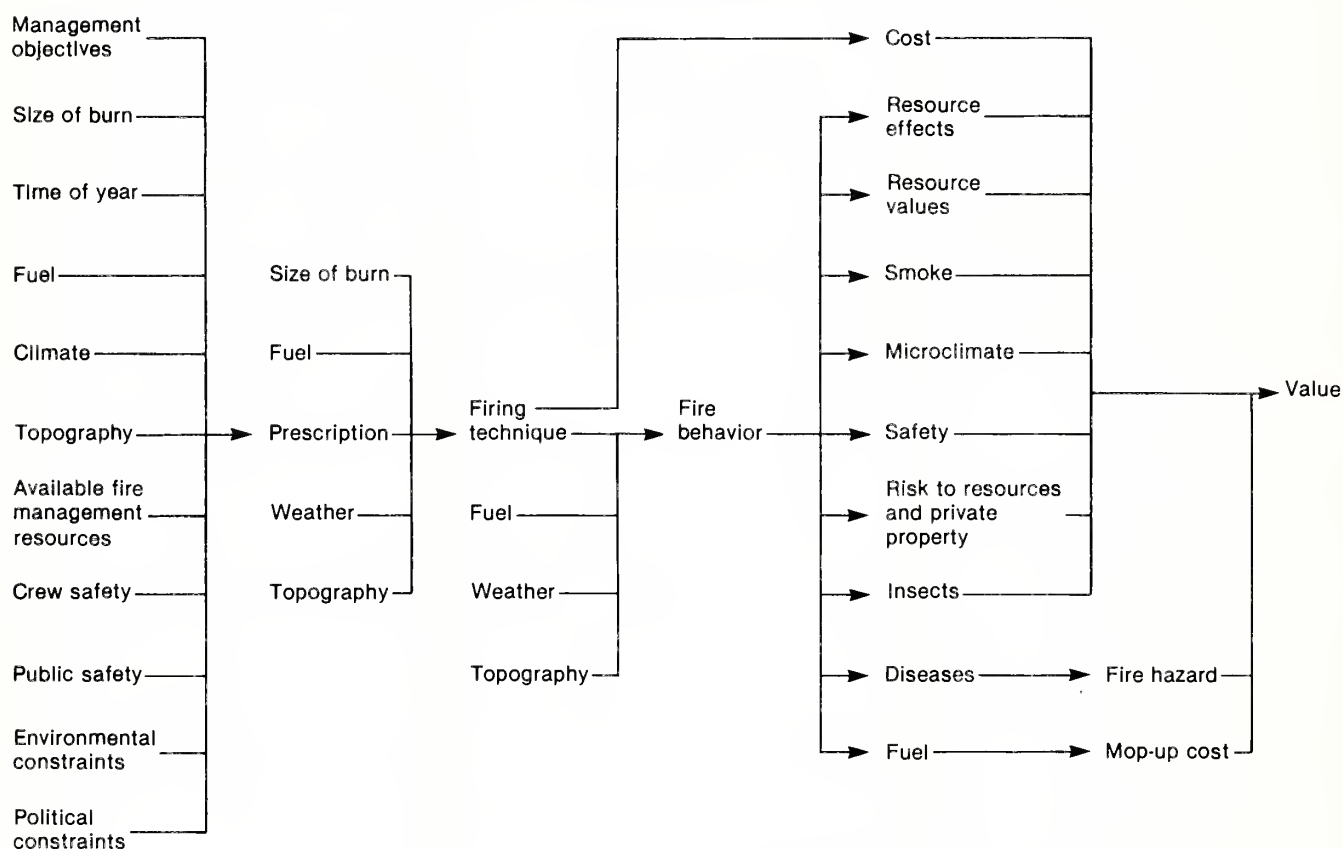 Management
objectives
Size of burn
Time of year
Fuel
Climate
Topography
Available fire
management
resources
Crew safety
Public safety
Environmental
constraints
Political
constraints
Size of burn
Fuel
Prescription
Weather
Topography
Firing
technique
Fuel
Weather
Topography
Fire
behavior
Cost
Resource
effects
Resource
values
Smoke
Microclimate
Safety
Risk to resources
and private
property
Insects
Diseases
Fuel
Fire hazard
Mop-up cost
Value